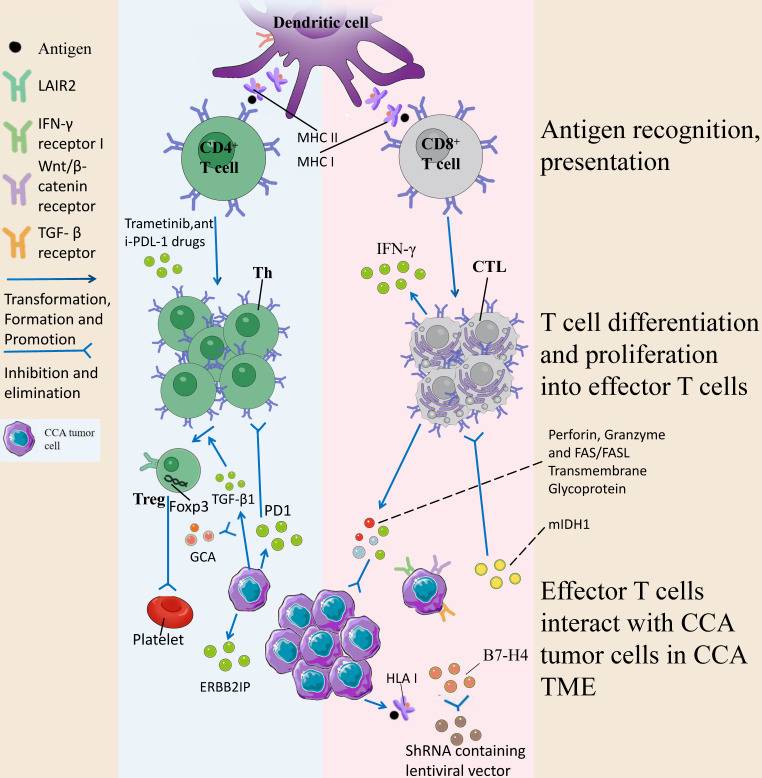 Dendritic cell
Antigen
LAIR2
IFN-γ
receptor I
Wnt/β-
catenin
receptor
TGF- β
receptor
Transformation,
Formation and
Promotion
Inhibition and
elimination
CCA tumor
cell
MHC II
MHC I
CD4⁺
T cell
CD8⁺
T cell
Trametinib,ant
i-PDL-1 drugs
Th
IFN-γ
CTL
Treg
Foxp3
TGF-β1
PD1
GCA
Platelet
ERBB2IP
Perforin, Granzyme
and FAS/FASL
Transmembrane
Glycoprotein
mIDH1
HLA I
B7-H4
ShRNA containing
lentiviral vector
Antigen recognition,
presentation
T cell differentiation
and proliferation
into effector T cells
Effector T cells
interact with CCA
tumor cells in CCA
TME